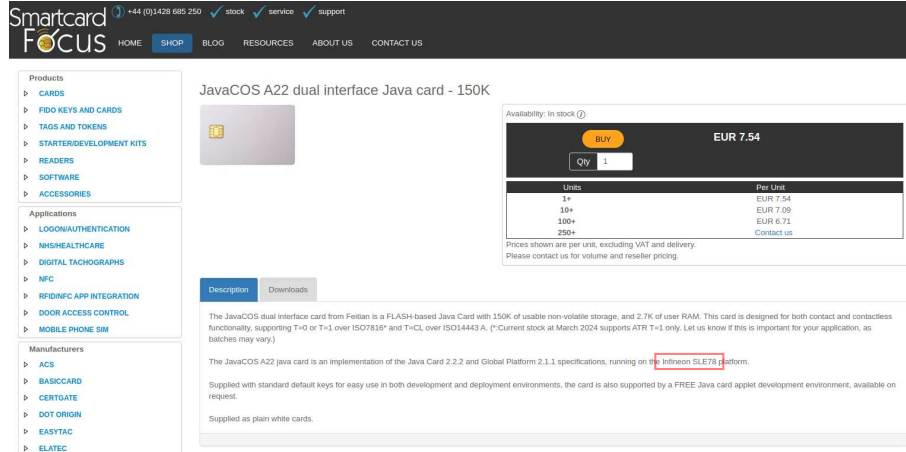 Smartcard Focus
+44 (0)1428 685 250 stock service support
HOME SHOP BLOG RESOURCES ABOUT US CONTACT US
Products
CARDS
FIDO KEYS AND CARDS
TAGS AND TOKENS
STARTER/DEVELOPMENT KITS
READERS
SOFTWARE
ACCESSORIES
Applications
LOGON/AUTHENTICATION
NHS/HEALTHCARE
DIGITAL TACHOGRAPHS
NFC
RFID/NFC APP INTEGRATION
DOOR ACCESS CONTROL
MOBILE PHONE SIM
Manufacturers
ACS
BASICCARD
CERTGATE
DOT ORIGIN
EASYTAC
ELATEC
JavaCOS A22 dual interface Java card - 150K
Availability: In stock (i)
BUY EUR 7.54
Qty 1
Units Per Unit
1+ EUR 7.54
10+ EUR 7.09
100+ EUR 6.71
250+ Contact us
Prices shown are per unit, excluding VAT and delivery.
Please contact us for volume and reseller pricing.
Description Downloads
The JavaCOS dual interface card from Feitian is a FLASH-based Java Card with 150K of usable non-volatile storage, and 2.7K of user RAM. This card is designed for both contact and contactless
functionality, supporting T=0 or T=1 over ISO7816* and T=CL over ISO14443 A. (*:Current stock at March 2024 supports ATR T=1 only. Let us know if this is important for your application, as
batches may vary.)
The JavaCOS A22 java card is an implementation of the Java Card 2.2.2 and Global Platform 2.1.1 specifications, running on the Infineon SLE78 platform.
Supplied with standard default keys for easy use in both development and deployment environments, the card is also supported by a FREE Java card applet development environment, available on
request.
Supplied as plain white cards.